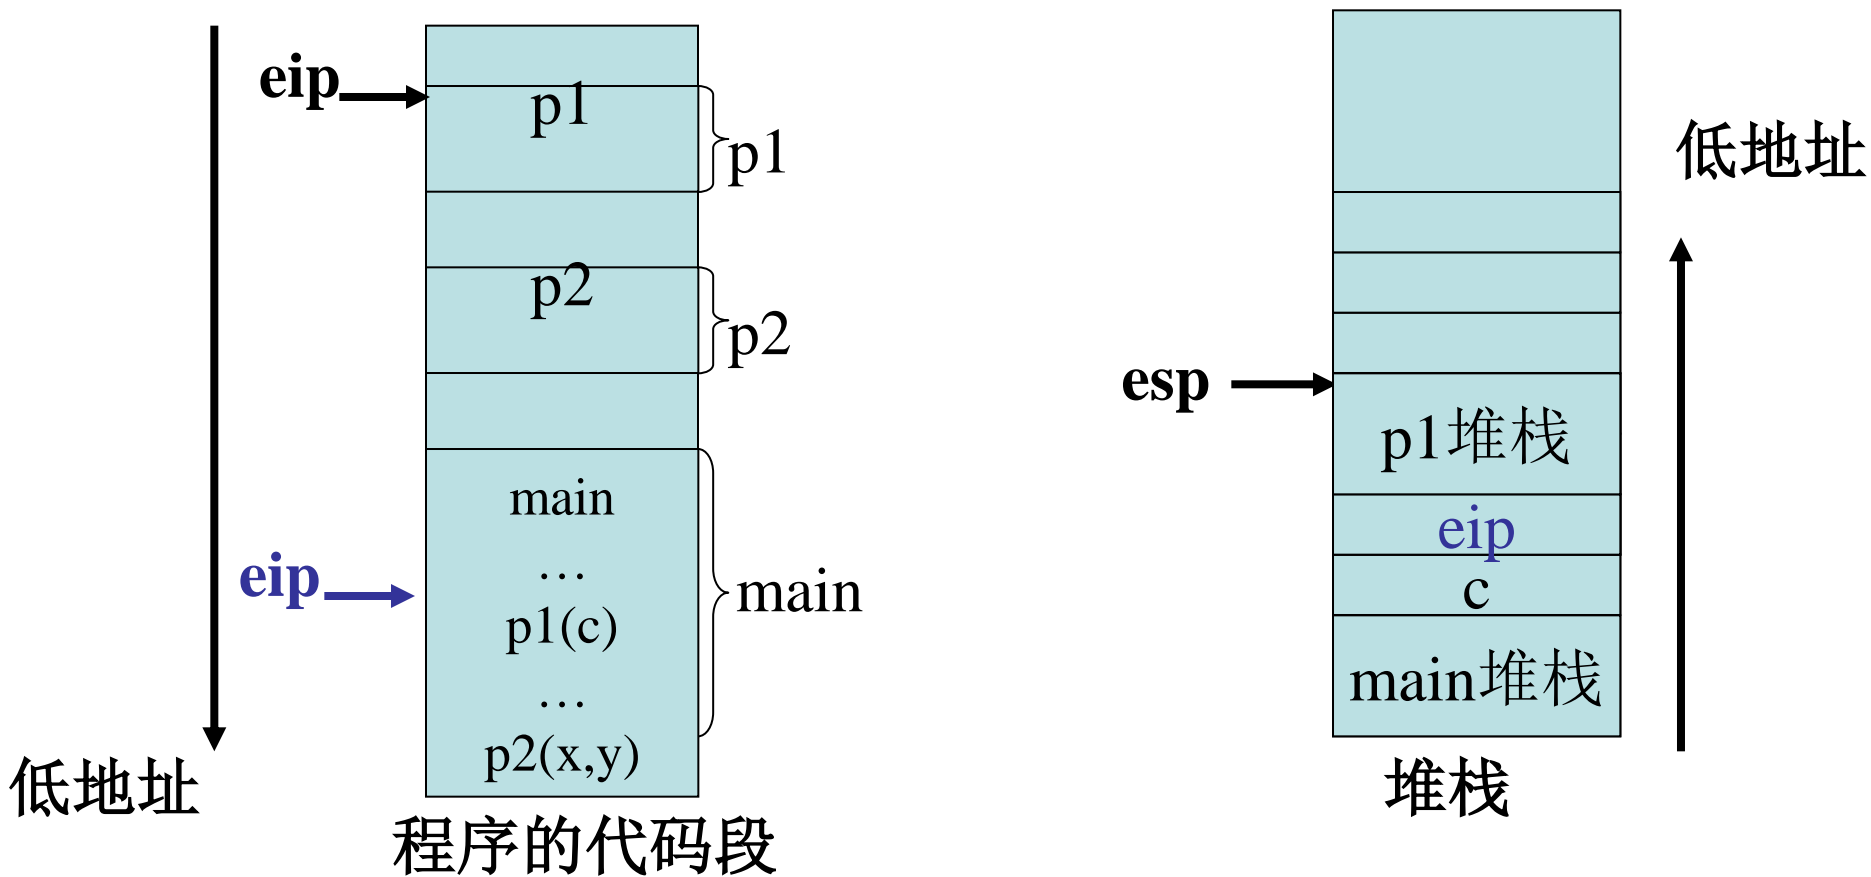 eip
p1
p1
p2
p2
main
…
eip
p1(c)
main
…
p2(x,y)
低地址
程序的代码段
低地址
esp
p1堆栈
eip
c
main堆栈
堆栈